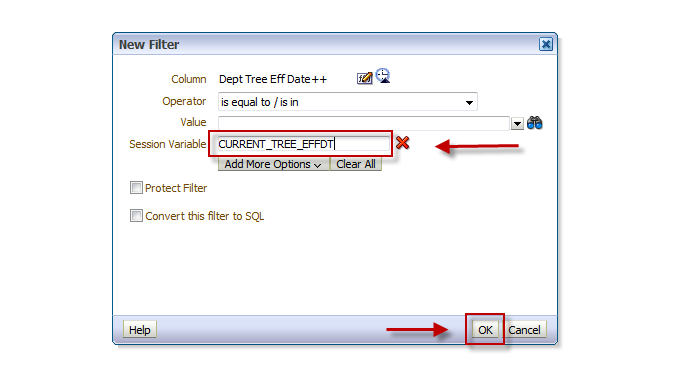 New Filter
Column Dept Tree Eff Date++
Operator is equal to / is in
Value
Session Variable CURRENT_TREE_EFFDT
Add More Options Clear All
Protect Filter
Convert this filter to SQL
Help OK Cancel